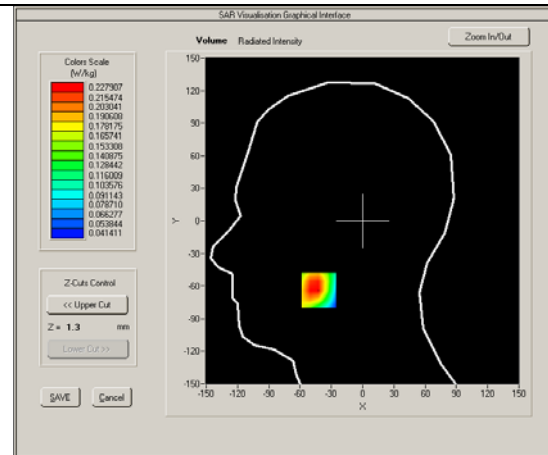 SAR Visualisation Graphical Interface
Volume Radiated Intensity
Zoom In/Out
Colors Scale
(W/kg)
0.227907
0.215474
0.203041
0.190608
0.178175
0.165741
0.153308
0.140875
0.128442
0.116009
0.103576
0.091143
0.078710
0.066277
0.053844
0.041411
Z-Cuts Control
<< Upper Cut
Z = 1.3 mm
Lower Cut >>
SAVE Cancel
150
120
90
60
30
Y 0
-30
-60
-90
-120
-150
-150 -120 -90 -60 -30 0 30 60 90 120 150
X